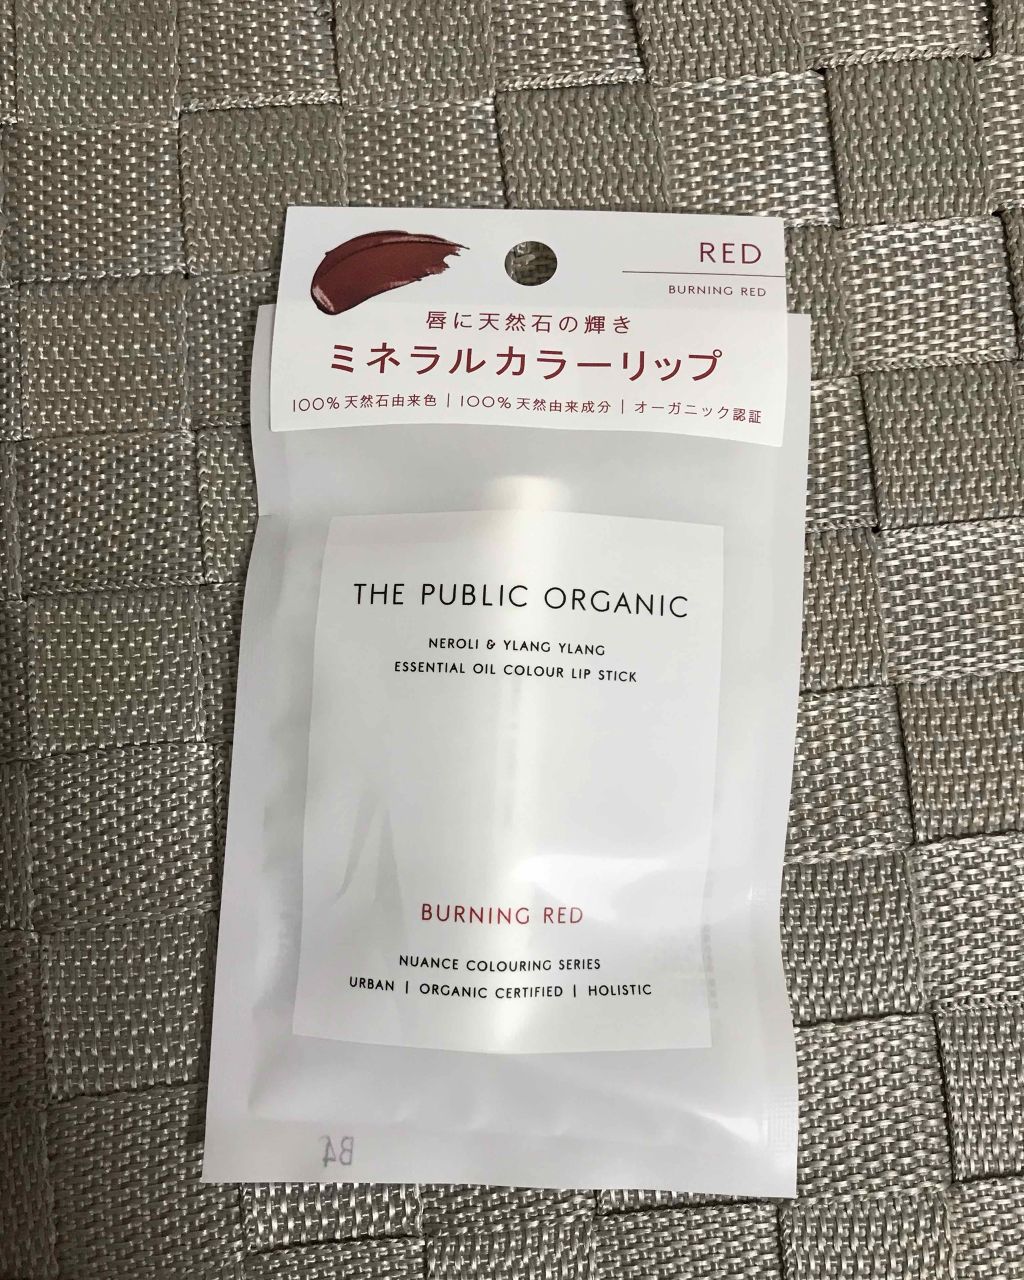 RED
BURNING RED
唇に天然石の輝き
ミネラルカラーリップ
100%天然石由来色 | 100%天然由来成分 | オーガニック認証
THE PUBLIC ORGANIC
NEROLI & YLANG YLANG
ESSENTIAL OIL COLOUR LIP STICK
BURNING RED
NUANCE COLOURING SERIES
URBAN | ORGANIC CERTIFIED | HOLISTIC
B4